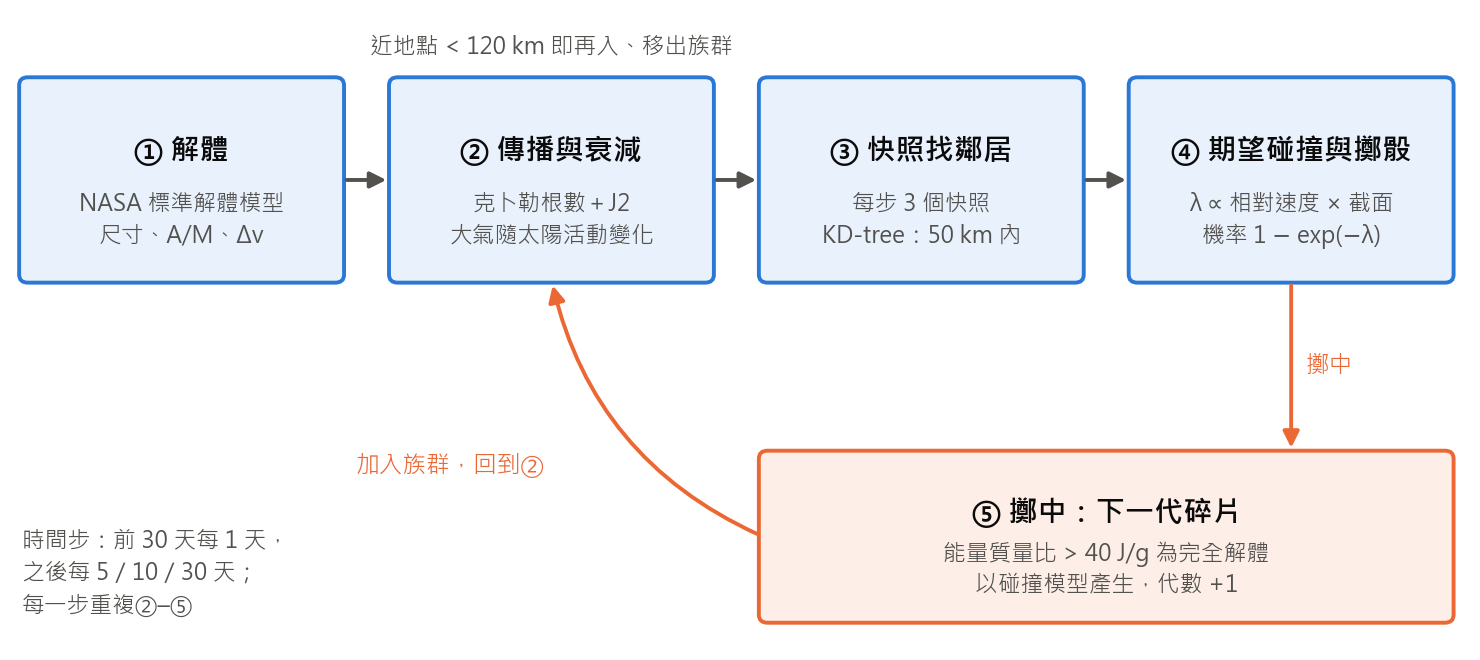 近地點 < 120 km 即再入、移出族群
① 解體
NASA 標準解體模型
尺寸、A/M、Δv
② 傳播與衰減
克卜勒根數 + J2
大氣隨太陽活動變化
③ 快照找鄰居
每步 3 個快照
KD-tree：50 km 內
④ 期望碰撞與擲骰
λ ∝ 相對速度 × 截面
機率 1 − exp(−λ)
擲中
加入族群，回到②
⑤ 擲中：下一代碎片
能量質量比 > 40 J/g 為完全解體
以碰撞模型產生，代數 +1
時間步：前 30 天每 1 天，
之後每 5 / 10 / 30 天；
每一步重複②–⑤